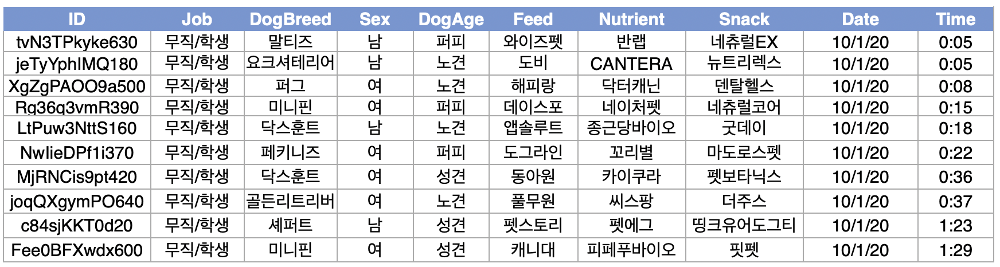 ID Job DogBreed Sex DogAge Feed Nutrient Snack Date Time
tvN3TPkyke630 무직/학생 말티즈 남 퍼피 와이즈펫 반랩 네츄럴EX 10/1/20 0:05
jeTyYphIMQ180 무직/학생 요크셔테리어 남 노견 도비 CANTERA 뉴트리렉스 10/1/20 0:05
XgZgPAOO9a500 무직/학생 퍼그 여 노견 해피랑 닥터캐닌 덴탈헬스 10/1/20 0:08
Rg36q3vmR390 무직/학생 미니핀 여 퍼피 데이스포 네이처펫 네츄럴코어 10/1/20 0:15
LtPuw3NttS160 무직/학생 닥스훈트 남 노견 앱솔루트 종근당바이오 굿데이 10/1/20 0:18
NwIieDPf1i370 무직/학생 페키니즈 여 퍼피 도그라인 꼬리별 마도로스펫 10/1/20 0:22
MjRNCis9pt420 무직/학생 닥스훈트 여 성견 동아원 카이쿠라 펫보타닉스 10/1/20 0:36
joqQXgymPO640 무직/학생 골든리트리버 여 노견 풀무원 씨스팡 더주스 10/1/20 0:37
c84sjKKT0d20 무직/학생 셰퍼트 남 성견 펫스토리 펫에그 띵크유어도그티 10/1/20 1:23
Fee0BFXwdx600 무직/학생 미니핀 여 성견 캐니대 피페푸바이오 핏펫 10/1/20 1:29